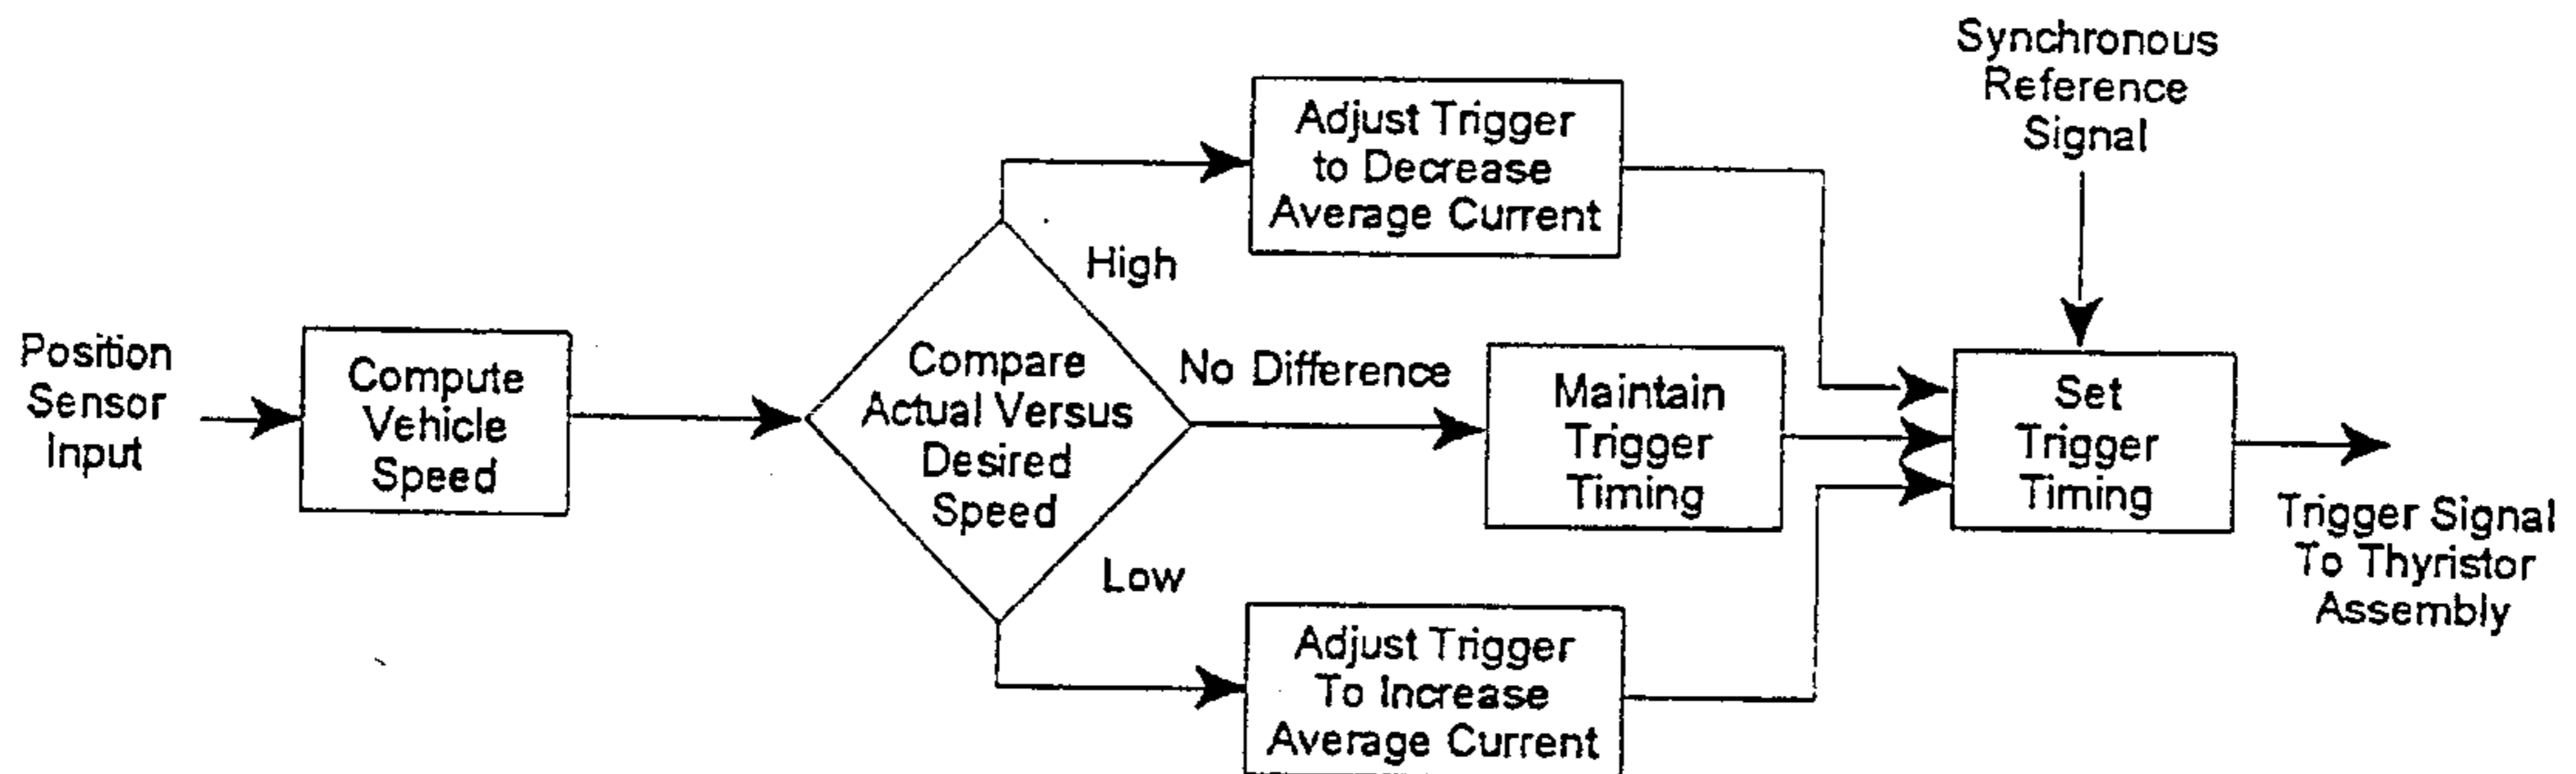 Position
Sensor
Input
Compute
Vehicle
Speed
Compare
Actual Versus
Desired
Speed
High
No Difference
Low
Adjust Trigger
to Decrease
Average Current
Maintain
Trigger
Timing
Adjust Trigger
To Increase
Average Current
Synchronous
Reference
Signal
Set
Trigger
Timing
Trigger Signal
To Thyristor
Assembly